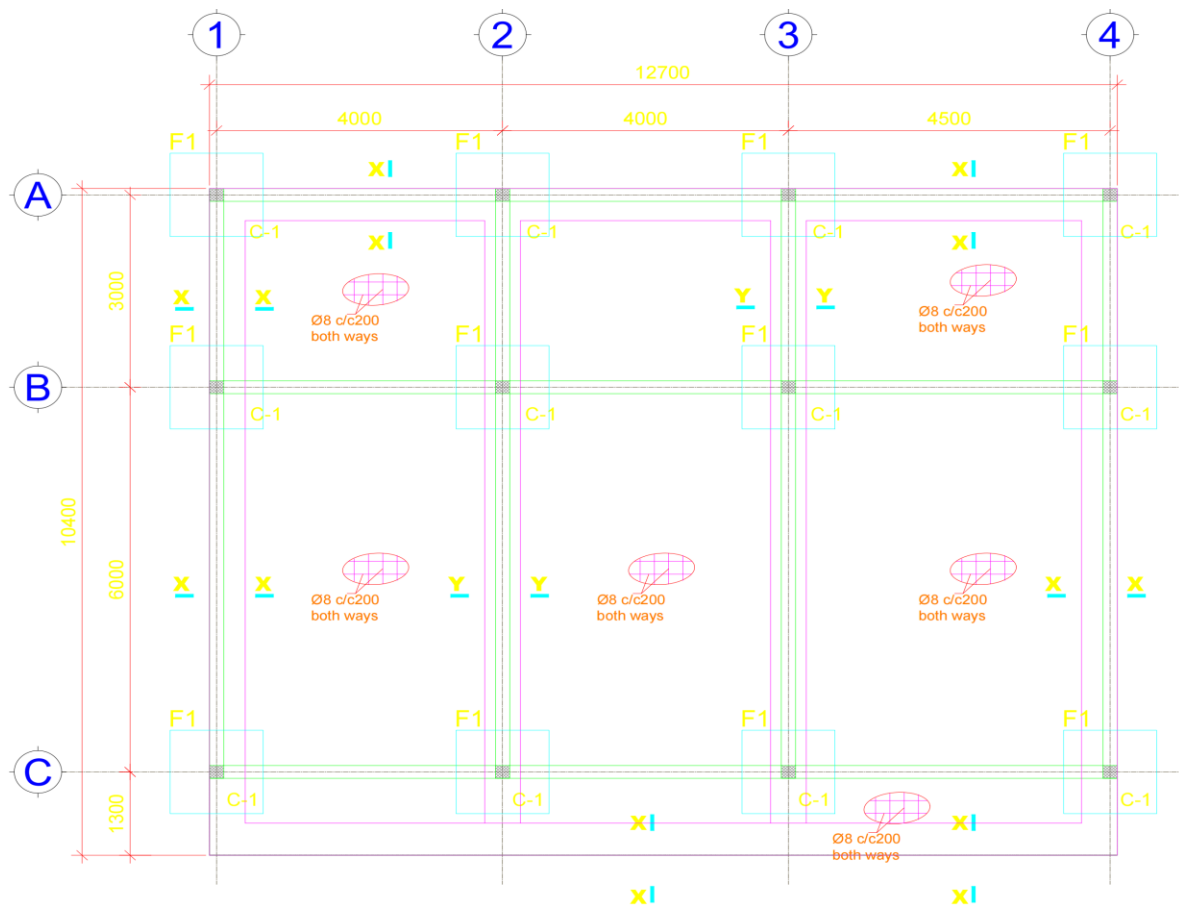 1 2 3 4
12700
4000 4000 4500
F1 F1 F1 F1
X X
A
C-1 C-1 C-1 C-1
X X
3000
X X Y Y
Ø8 c/c200
both ways
Ø8 c/c200
both ways
F1 F1 F1 F1
B
C-1 C-1 C-1 C-1
10400
6000
X X Y Y X X
Ø8 c/c200
both ways
Ø8 c/c200
both ways
Ø8 c/c200
both ways
F1 F1 F1 F1
C
C-1 C-1 C-1 C-1
1300
X X
Ø8 c/c200
both ways
X X